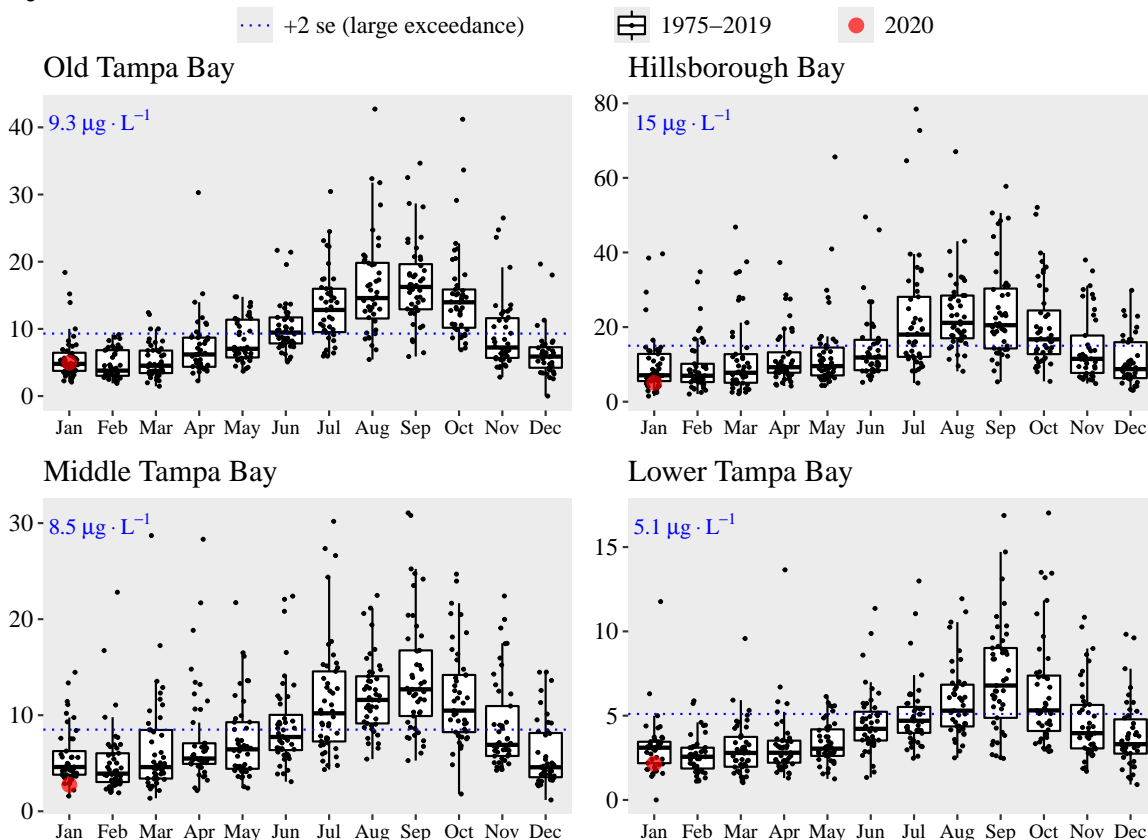 +2 se (large exceedance) 1975−2019 2020
Old Tampa Bay
9.3 μg · L⁻¹
40
30
20
10
0
Jan Feb Mar Apr May Jun Jul Aug Sep Oct Nov Dec
Hillsborough Bay
15 μg · L⁻¹
80
60
40
20
0
Jan Feb Mar Apr May Jun Jul Aug Sep Oct Nov Dec
Middle Tampa Bay
8.5 μg · L⁻¹
30
20
10
0
Jan Feb Mar Apr May Jun Jul Aug Sep Oct Nov Dec
Lower Tampa Bay
5.1 μg · L⁻¹
15
10
5
0
Jan Feb Mar Apr May Jun Jul Aug Sep Oct Nov Dec